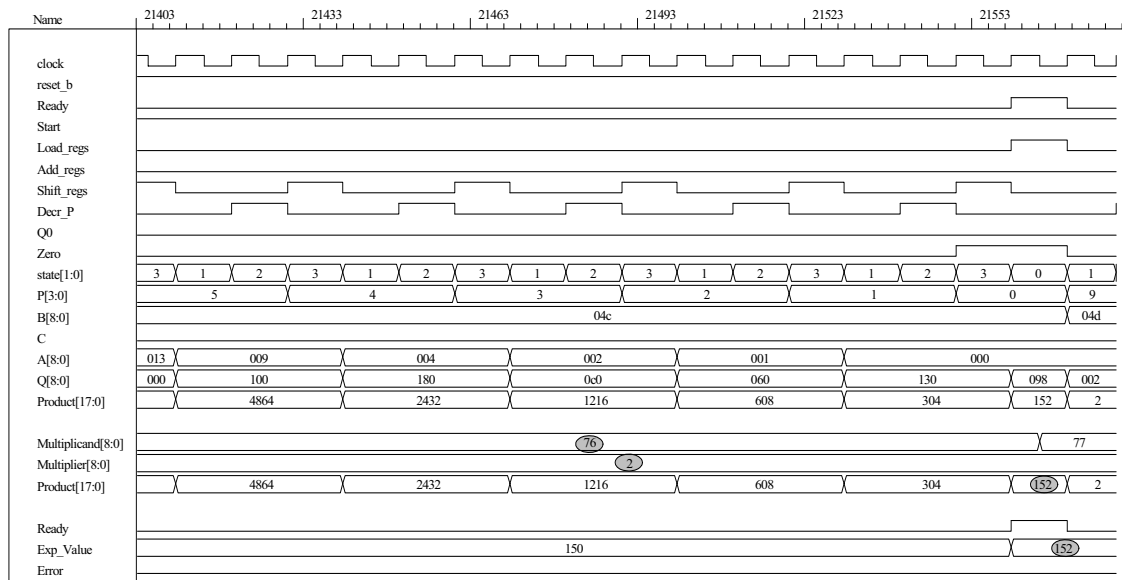 Name 21403 21433 21463 21493 21523 21553
clock
reset_b
Ready
Start
Load_regs
Add_regs
Shift_regs
Decr_P
Q0
Zero
state[1:0] 3 1 2 3 1 2 3 1 2 3 1 2 3 1 2 3 0 1
P[3:0] 5 4 3 2 1 0 9
B[8:0] 04c 04d
C
A[8:0] 013 009 004 002 001 000
Q[8:0] 000 100 180 0c0 060 130 098 002
Product[17:0] 4864 2432 1216 608 304 152 2
Multiplicand[8:0] 76 77
Multiplier[8:0] 2
Product[17:0] 4864 2432 1216 608 304 152 2
Ready
Exp_Value 150 152
Error